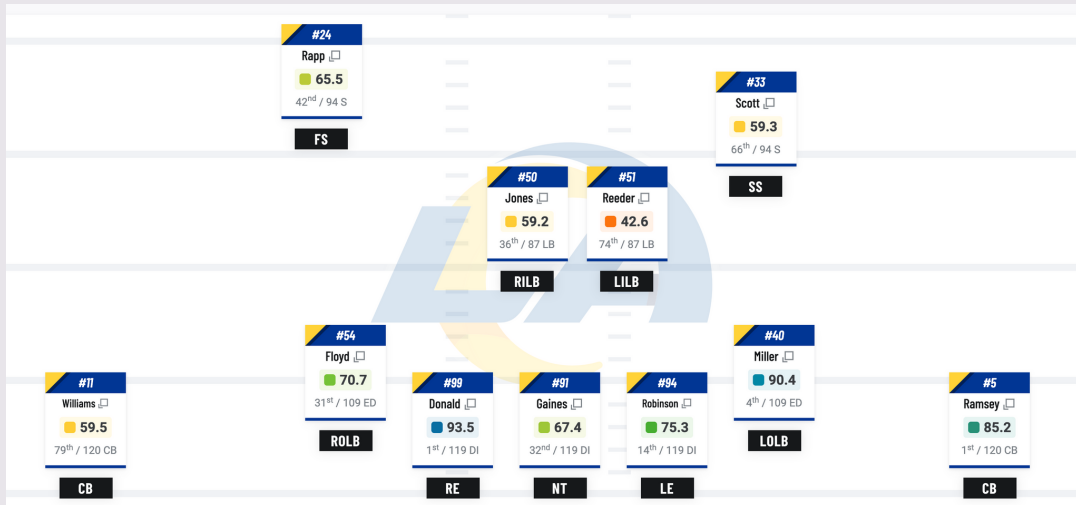 #24
Rapp
65.5
42nd / 94 S
FS
#33
Scott
59.3
66th / 94 S
SS
#50
Jones
59.2
36th / 87 LB
RILB
#51
Reeder
42.6
74th / 87 LB
LILB
#54
Floyd
70.7
31st / 109 ED
ROLB
#40
Miller
90.4
4th / 109 ED
LOLB
#11
Williams
59.5
79th / 120 CB
CB
#99
Donald
93.5
1st / 119 DI
RE
#91
Gaines
67.4
32nd / 119 DI
NT
#94
Robinson
75.3
14th / 119 DI
LE
#5
Ramsey
85.2
1st / 120 CB
CB
LA